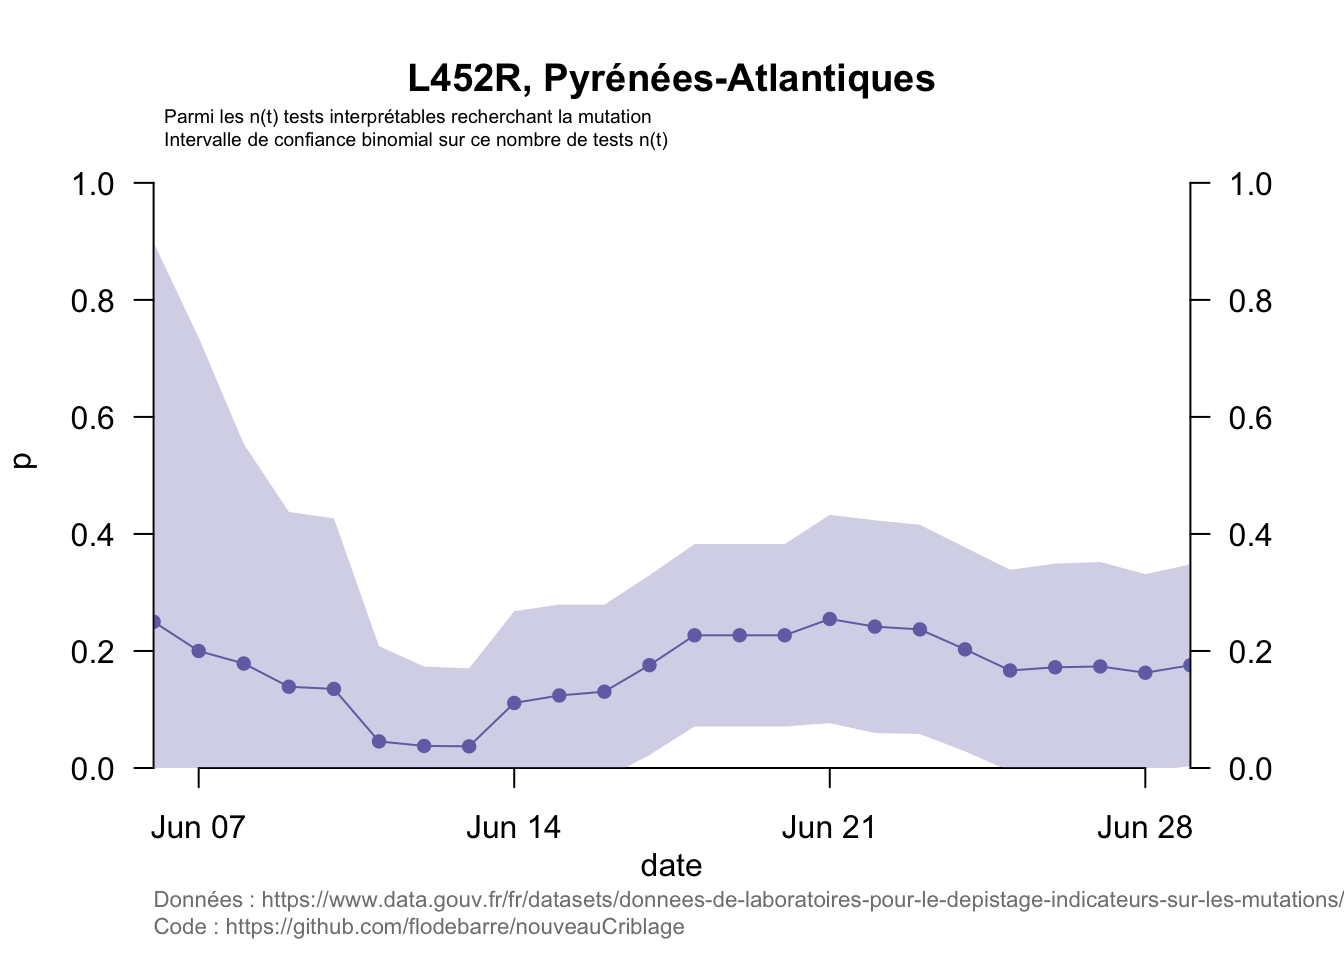 L452R, Pyrénées-Atlantiques
Parmi les n(t) tests interprétables recherchant la mutation
Intervalle de confiance binomial sur ce nombre de tests n(t)
1.0 1.0
0.8 0.8
0.6 0.6
p
0.4 0.4
0.2 0.2
0.0 0.0
Jun 07 Jun 14 Jun 21 Jun 28
date
Données : https://www.data.gouv.fr/fr/datasets/donnees-de-laboratoires-pour-le-depistage-indicateurs-sur-les-mutations/
Code : https://github.com/flodebarre/nouveauCriblage